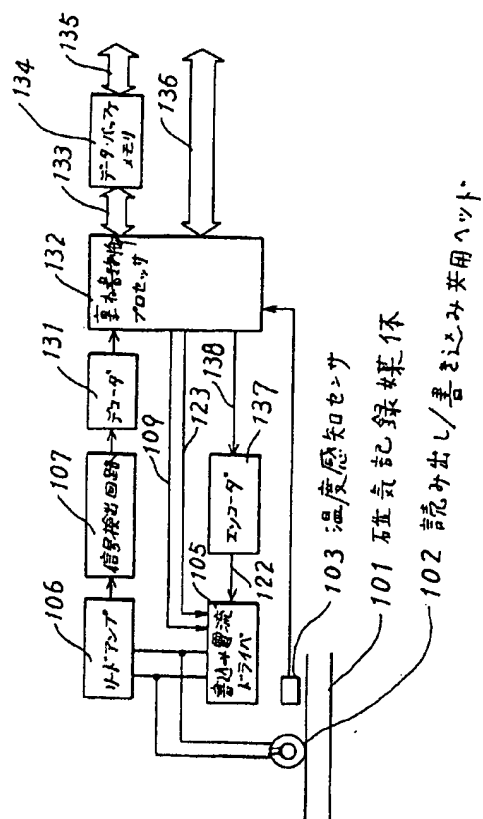 106
リードアンプ
107
信号検出回路
131
デコーダ
132
重ね書き制御
プロセッサ
133
134
データ・バッファ
メモリ
135
136
109
123
138
105
書込み電流
ドライバ
122
エンコーダ
137
103 温度感知センサ
101 磁気記録媒体
102 読み出し/書き込み共用ヘッド